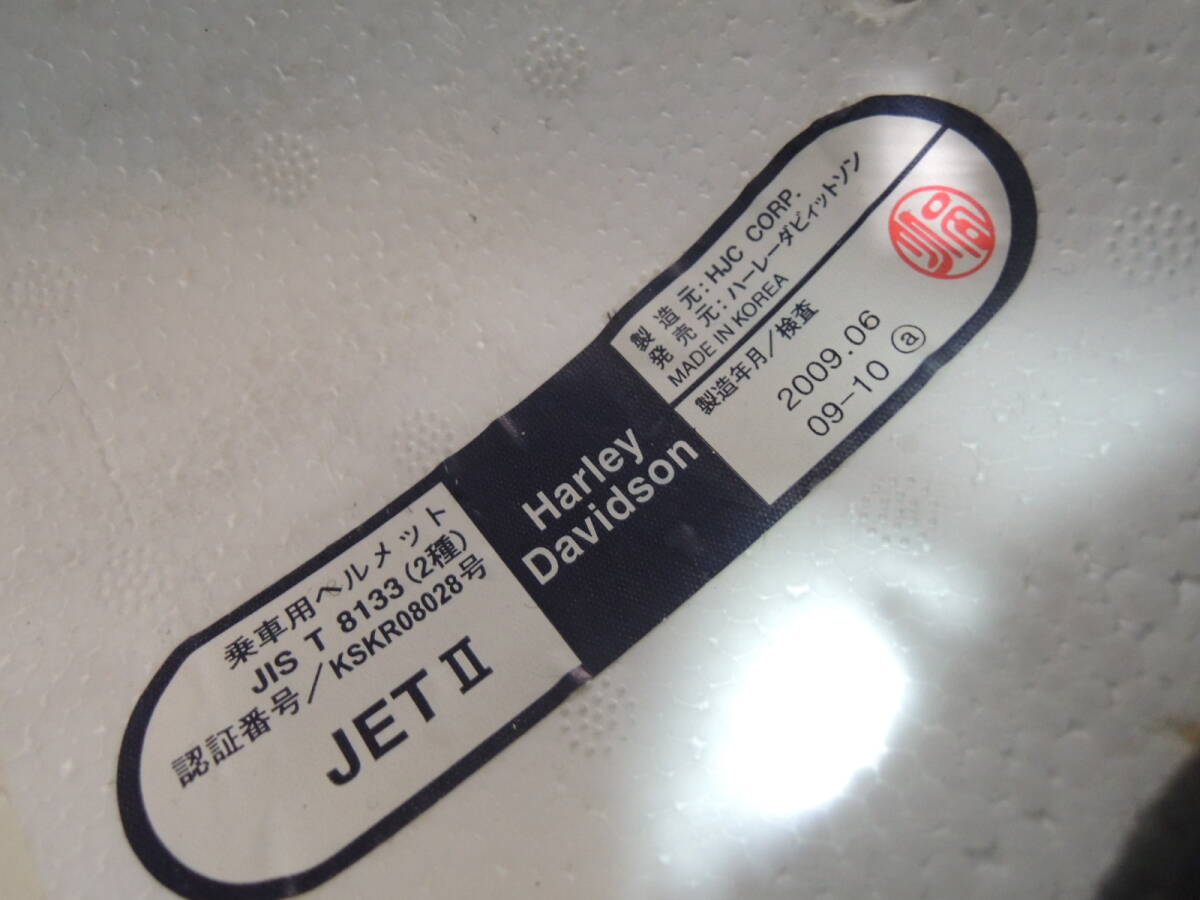 乗車用ヘルメット
JIS T 8133 (2種)
認証番号/KSKR08028号
JET II
Harley
Davidson
製造元:HJC CORP.
発売元:ハーレーダビィットソン
MADE IN KOREA
製造年月/検査
2009.06
09-10 ⓐ